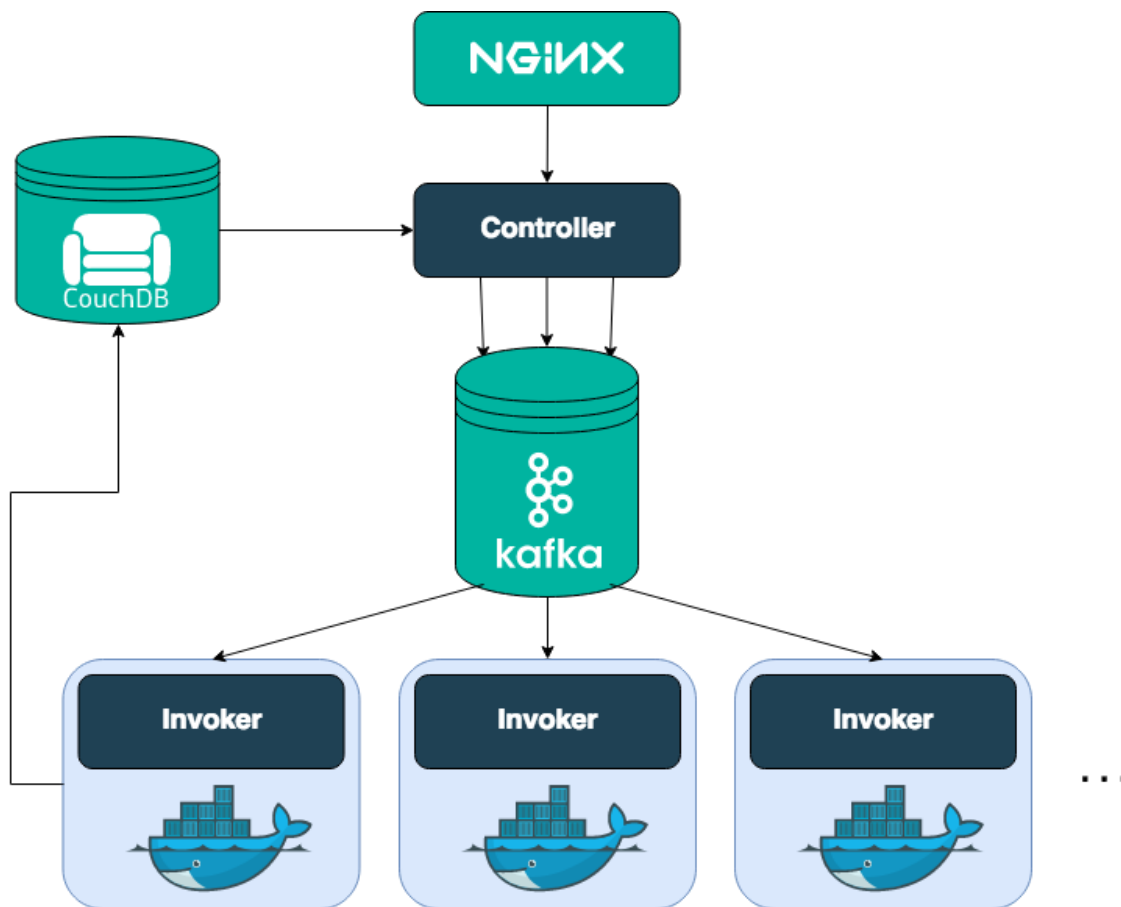 NGINX
Controller
CouchDB
kafka
Invoker
Invoker
Invoker
...